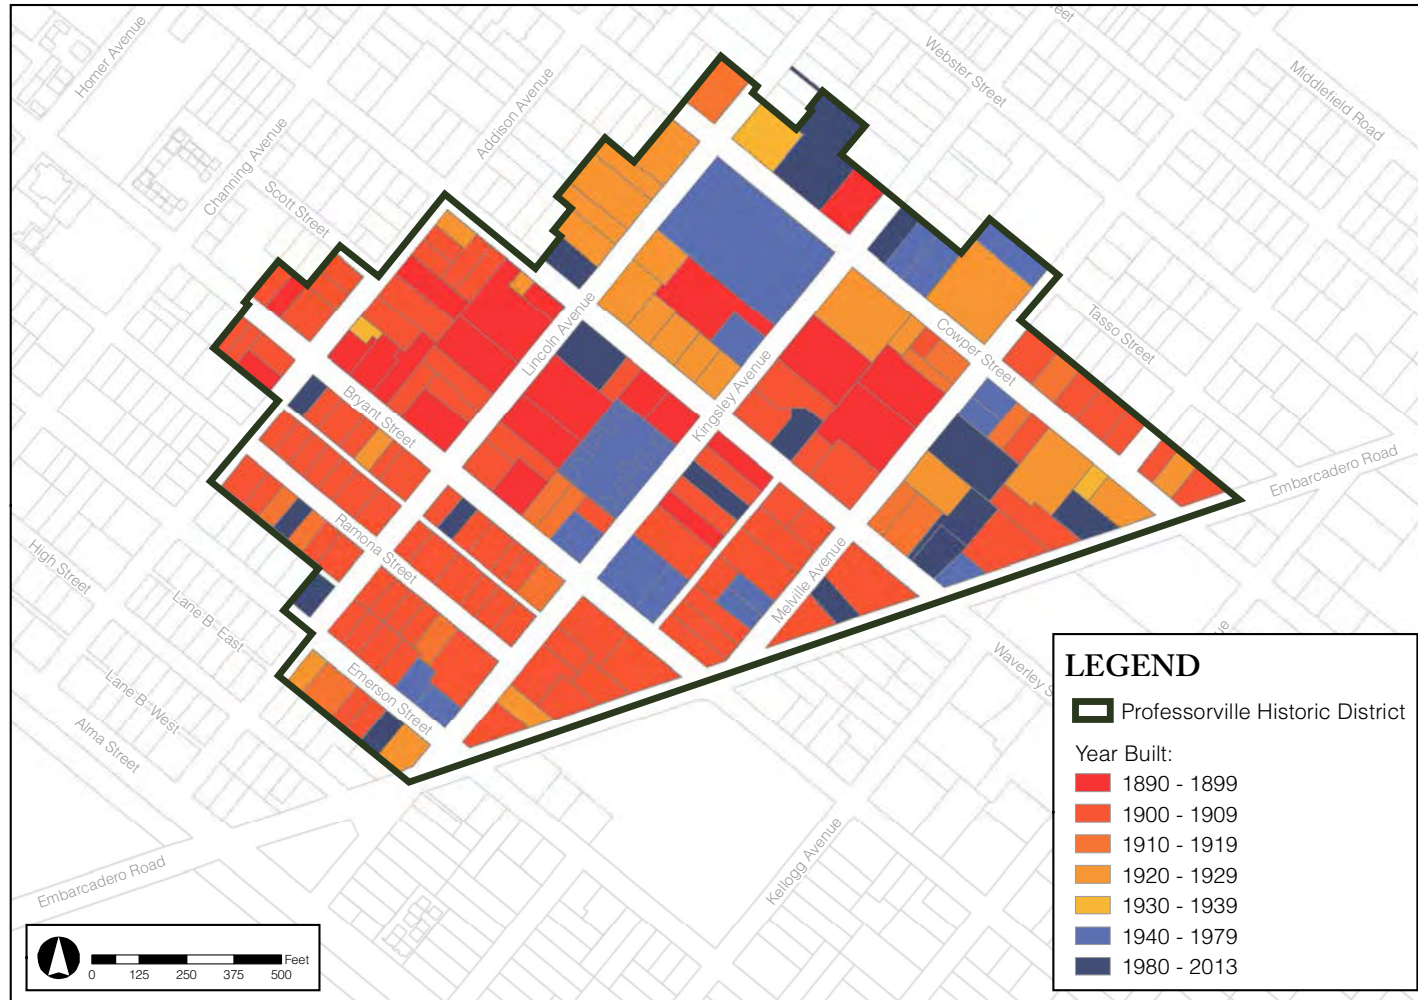 Homer Avenue
Channing Avenue
Scott Street
Addison Avenue
eet
Webster Street
Middlefield Road
Tasso Street
Cowper Street
Lincoln Avenue
Kingsley Avenue
Bryant Street
Embarcadero Road
Ramona Street
High Street
Lane B East
Lane B West
Alma Street
Emerson Street
Melville Avenue
Waverley S
Kellogg Avenue
Embarcadero Road
LEGEND
Professorville Historic District
Year Built:
1890 - 1899
1900 - 1909
1910 - 1919
1920 - 1929
1930 - 1939
1940 - 1979
1980 - 2013
Feet
0 125 250 375 500